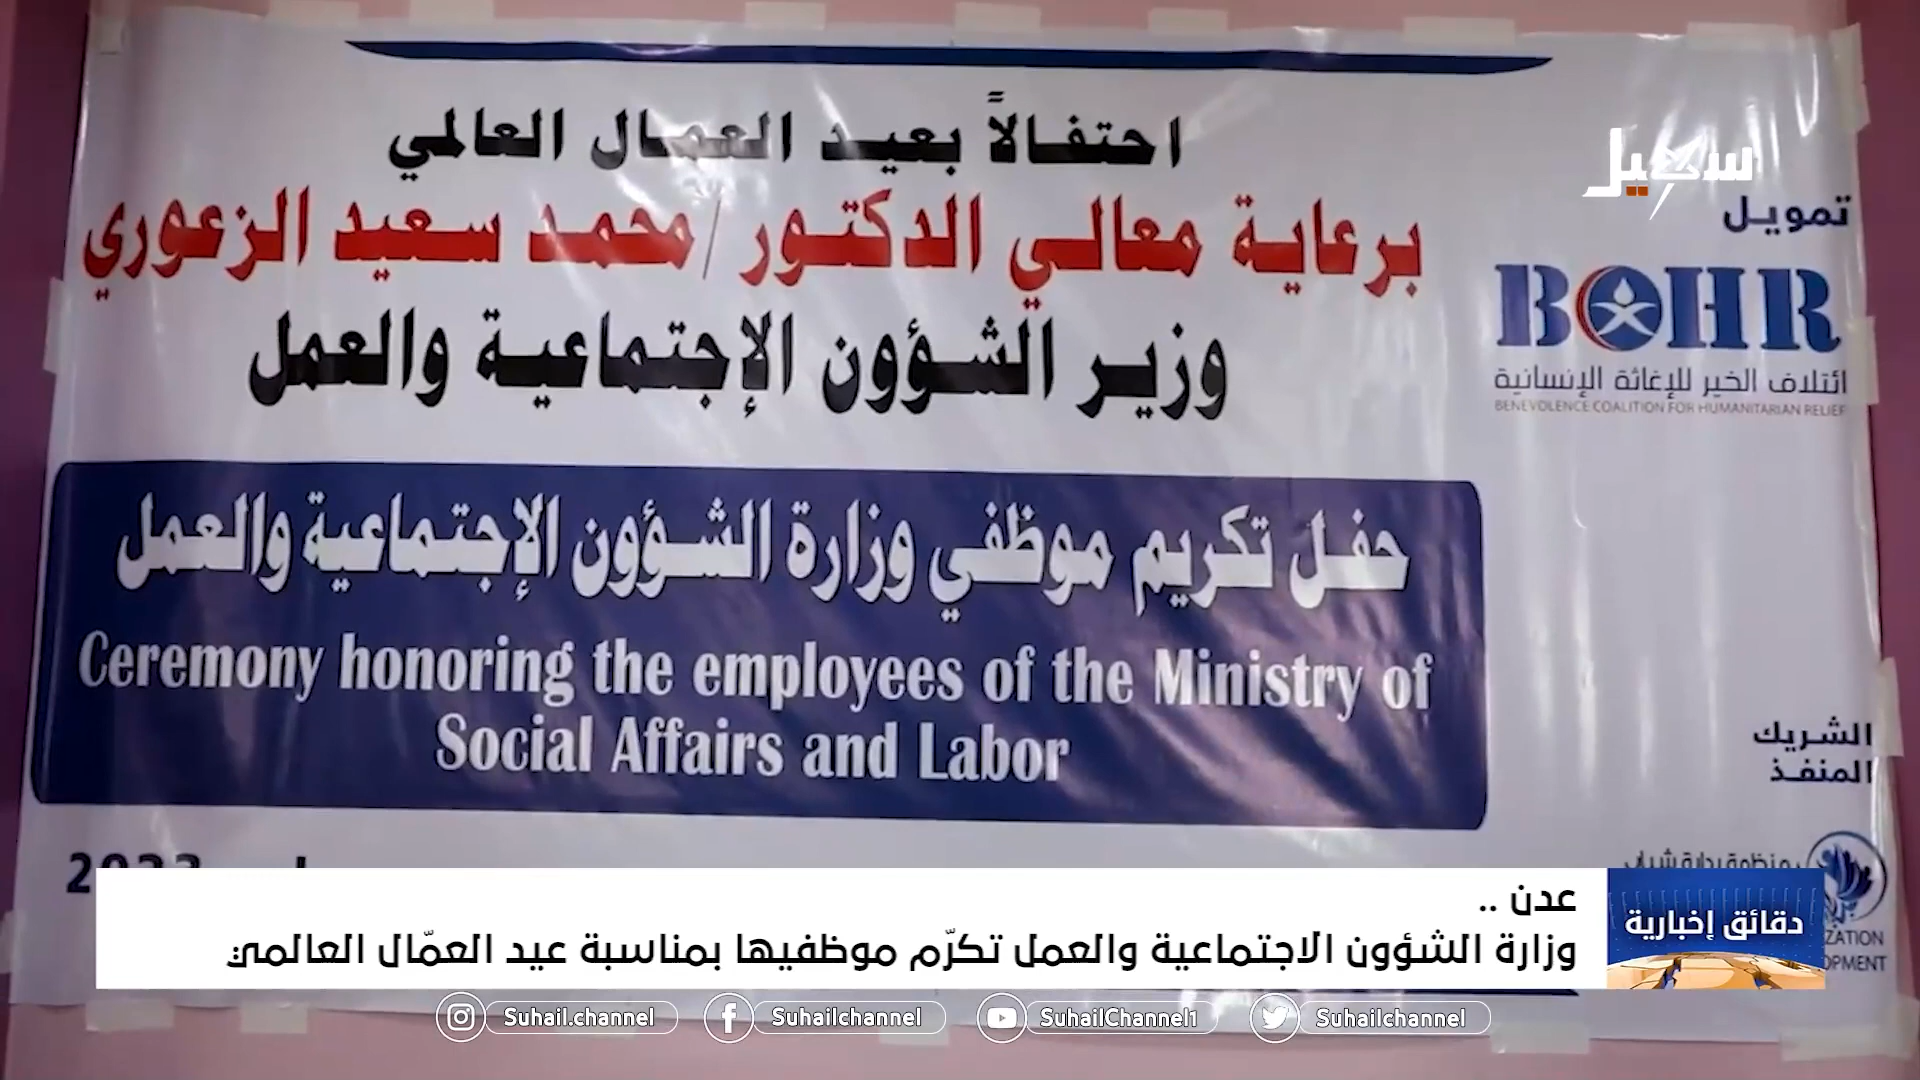 احتفالاً بعيد العمال العالمي
برعاية معالي الدكتور /محمد سعيد الزعوري
وزير الشؤون الإجتماعية والعمل
حفل تكريم موظفي وزارة الشؤون الإجتماعية والعمل
Ceremony honoring the employees of the Ministry of
Social Affairs and Labor
سهيل
تمويل
BOHR
ائتلاف الخير للإغاثة الإنسانية
BENEVOLENCE COALITION FOR HUMANITARIAN RELIEF
الشريك
المنفذ
دقائق إخبارية
عدن ..
وزارة الشؤون الاجتماعية والعمل تكرّم موظفيها بمناسبة عيد العمّال العالمي
Suhail.channel
Suhailchannel
SuhailChannel1
Suhailchannel